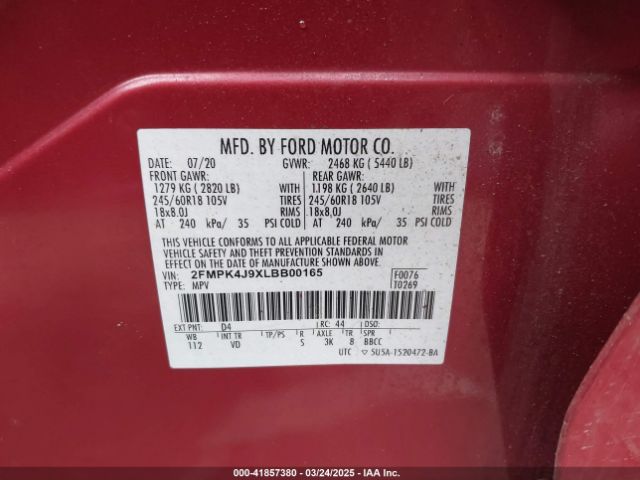 MFD. BY FORD MOTOR CO.
DATE: 07/20 GVWR: 2468 KG ( 5440 LB)
FRONT GAWR: REAR GAWR:
1279 KG ( 2820 LB) WITH 1198 KG ( 2640 LB) WITH
245/60R18 105V TIRES 245/60R18 105V TIRES
18x8.0J RIMS 18x8.0J RIMS
AT 240 kPa/ 35 PSI COLD AT 240 kPa/ 35 PSI COLD
THIS VEHICLE CONFORMS TO ALL APPLICABLE FEDERAL MOTOR
VEHICLE SAFETY AND THEFT PREVENTION STANDARDS IN
EFFECT ON THE DATE OF MANUFACTURE SHOWN ABOVE.
VIN: 2FMPK4J9XLBB00165 F0076
TYPE: MPV T0269
EXT PNT: D4 RC: 44 DSO:
WB INT TR TP/PS R AXLE TR SPR
112 VD S 3K 8 BBCC
UTC ▽ 5U5A-1520472-BA
000-41857380 • 03/24/2025 • IAAI.COM